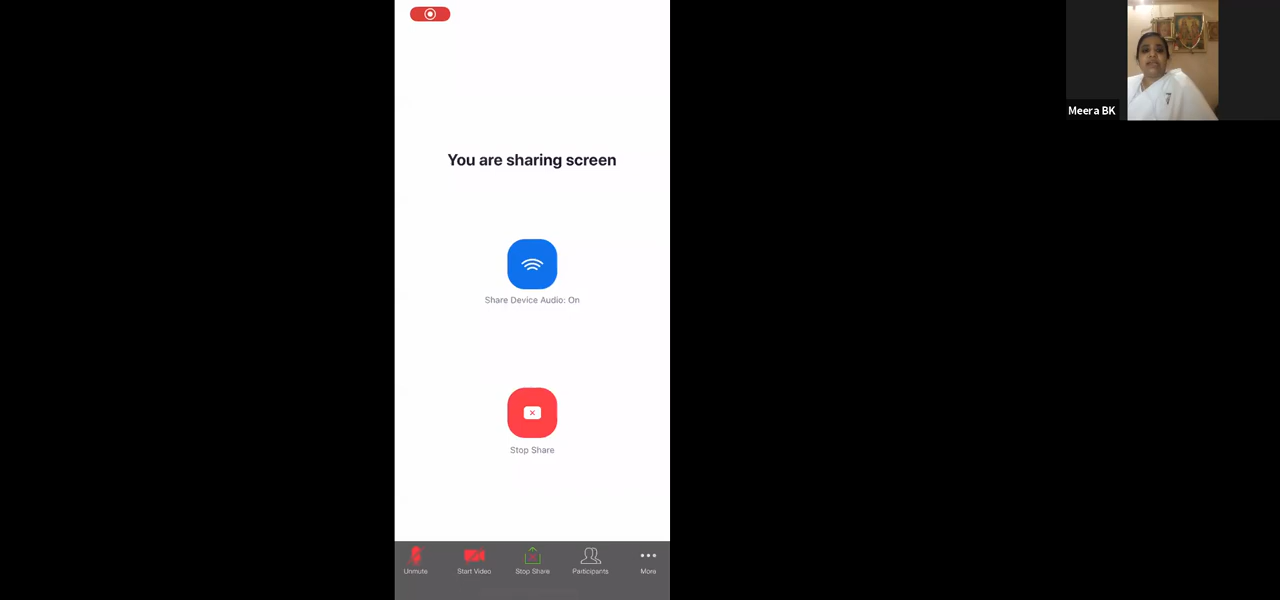 Meera BK
You are sharing screen
Share Device Audio: On
Stop Share
Unmute
Start Video
Stop Share
Participants
More